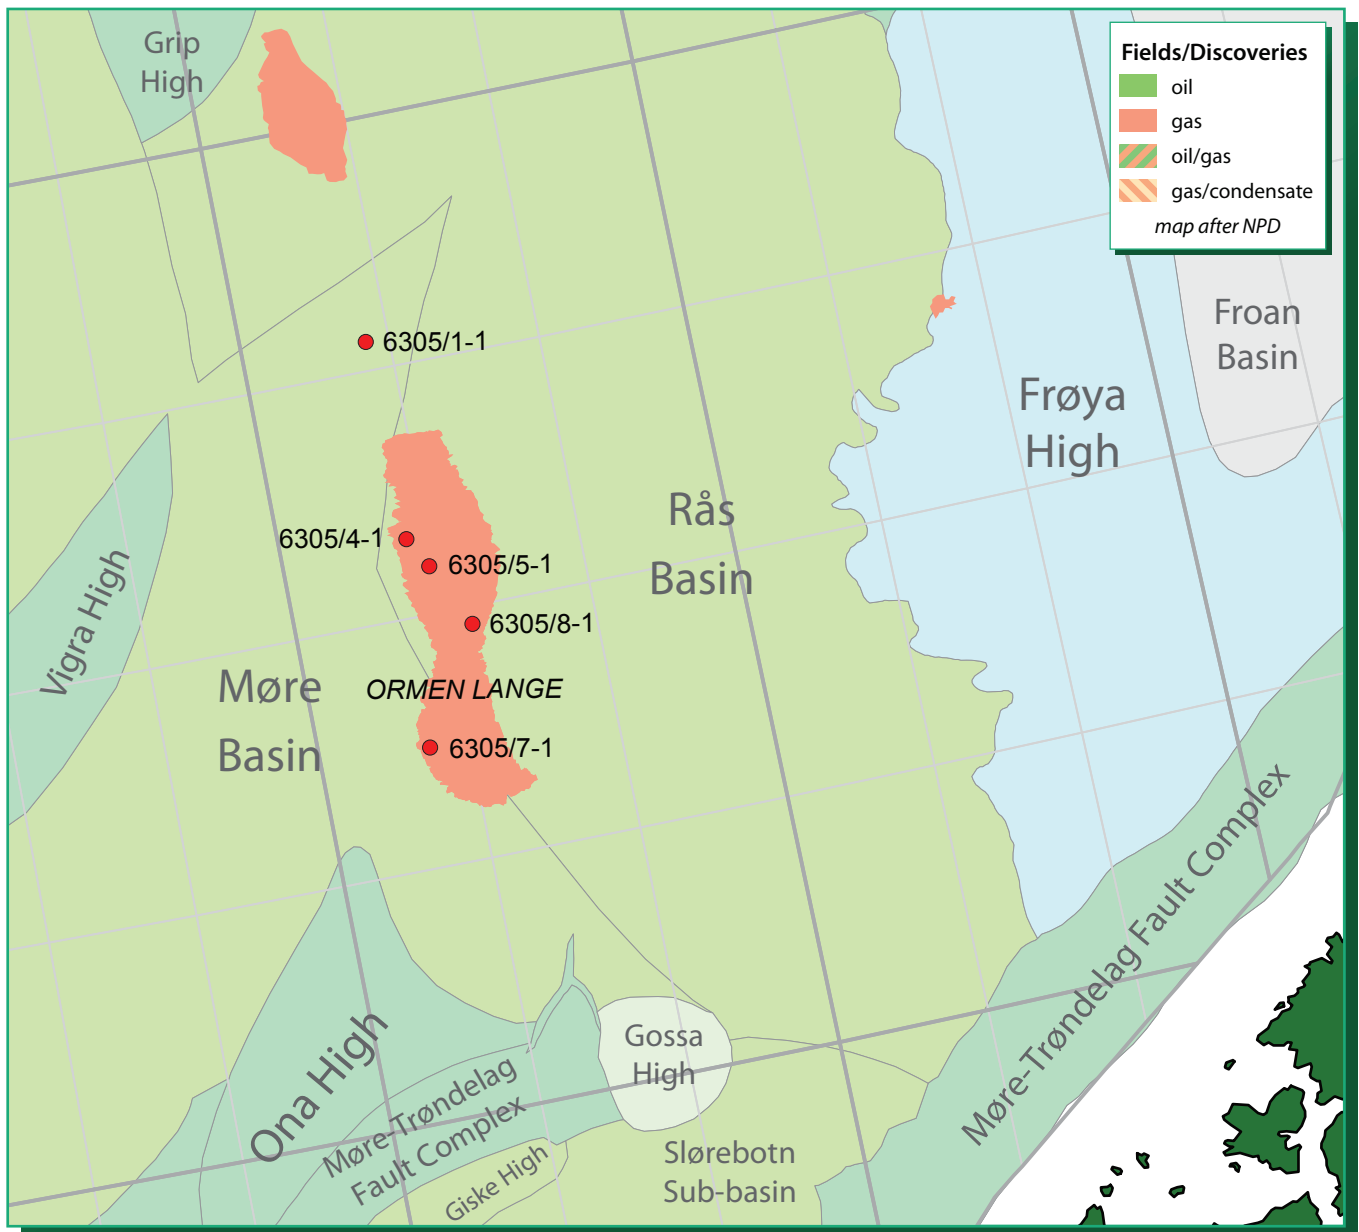 Grip
High
Fields/Discoveries
oil
gas
oil/gas
gas/condensate
map after NPD
Froan
Basin
6305/1-1
Frøya
High
Rås
Basin
6305/4-1
6305/5-1
6305/8-1
Vigra High
Møre
Basin
ORMEN LANGE
6305/7-1
Møre-Trøndelag Fault Complex
Ona High
Gossa
High
Møre-Trøndelag
Fault Complex
Giske High
Slørebotn
Sub-basin